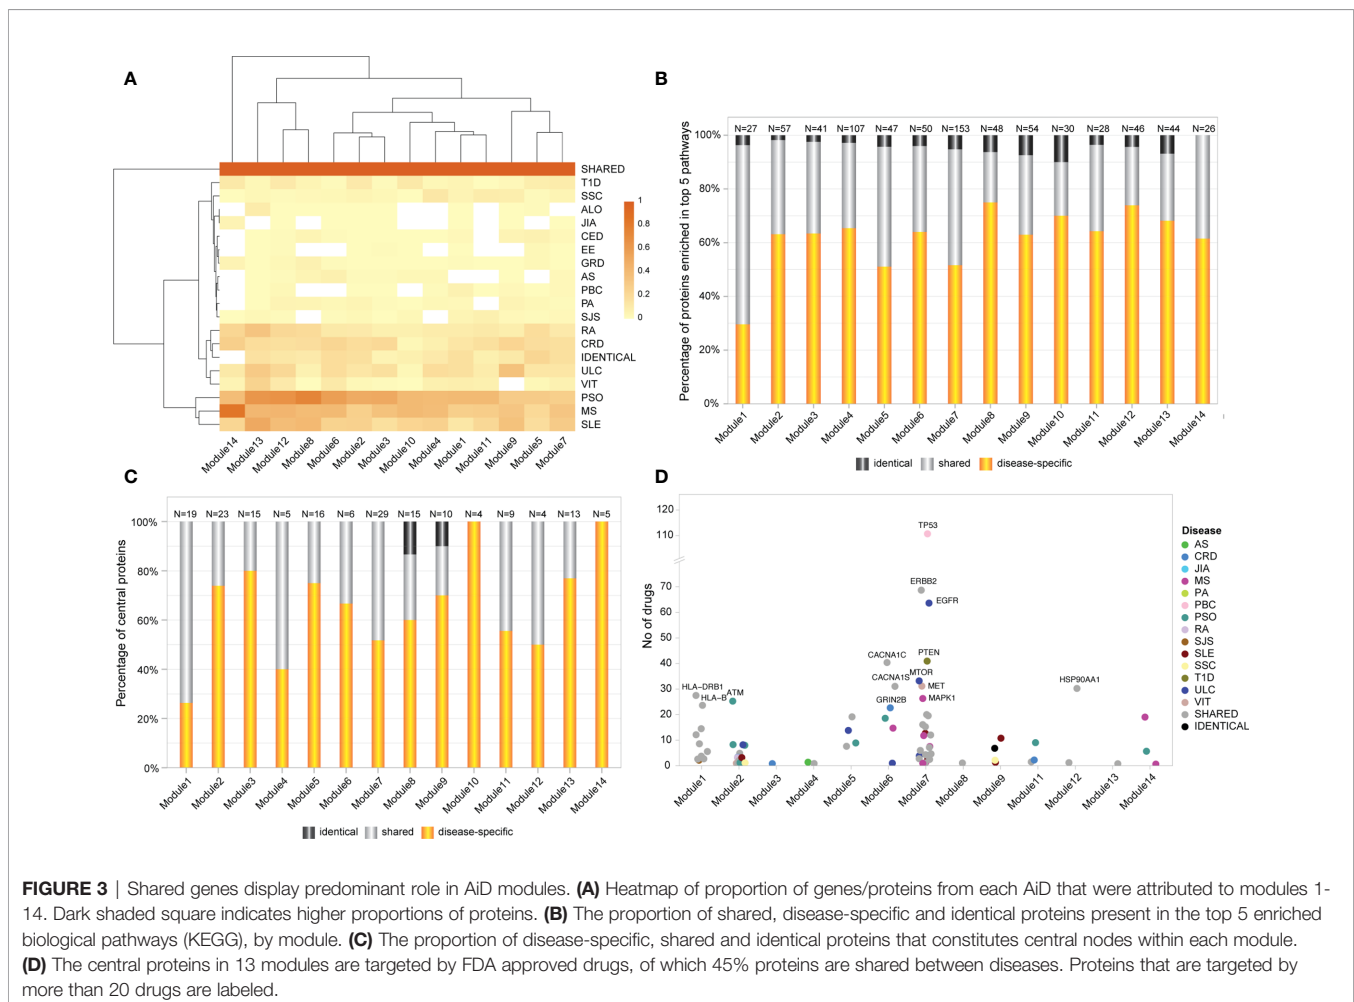 A
SHARED
T1D
SSC
ALO
JIA
CED
EE
GRD
AS
PBC
PA
SJS
RA
CRD
IDENTICAL
ULC
VIT
PSO
MS
SLE
1
0.8
0.6
0.4
0.2
0
Module14 Module13 Module12 Module8 Module6 Module2 Module3 Module10 Module4 Module1 Module11 Module9 Module5 Module7
B
Percentage of proteins enriched in top 5 pathways
N=27 N=57 N=41 N=107 N=47 N=50 N=153 N=48 N=54 N=30 N=28 N=46 N=44 N=26
100%
80%
60%
40%
20%
0%
Module1 Module2 Module3 Module4 Module5 Module6 Module7 Module8 Module9 Module10 Module11 Module12 Module13 Module14
identical shared disease-specific
C
Percentage of central proteins
N=19 N=23 N=15 N=5 N=16 N=6 N=29 N=15 N=10 N=4 N=9 N=4 N=13 N=5
100%
80%
60%
40%
20%
0%
Module1 Module2 Module3 Module4 Module5 Module6 Module7 Module8 Module9 Module10 Module11 Module12 Module13 Module14
identical shared disease-specific
D
No of drugs
120
110
70
60
50
40
30
20
10
0
TP53
ERBB2
EGFR
CACNA1C
PTEN
CACNA1S
MTOR
MET
HLA-DRB1
HLA-B
ATM
GRIN2B
MAPK1
HSP90AA1
Module1 Module2 Module3 Module4 Module5 Module6 Module7 Module8 Module9 Module10 Module11 Module12 Module13 Module14
Disease
AS
CRD
JIA
MS
PA
PBC
PSO
RA
SJS
SLE
SSC
T1D
ULC
VIT
SHARED
IDENTICAL
FIGURE 3 | Shared genes display predominant role in AiD modules. (A) Heatmap of proportion of genes/proteins from each AiD that were attributed to modules 1-
14. Dark shaded square indicates higher proportions of proteins. (B) The proportion of shared, disease-specific and identical proteins present in the top 5 enriched
biological pathways (KEGG), by module. (C) The proportion of disease-specific, shared and identical proteins that constitutes central nodes within each module.
(D) The central proteins in 13 modules are targeted by FDA approved drugs, of which 45% proteins are shared between diseases. Proteins that are targeted by
more than 20 drugs are labeled.